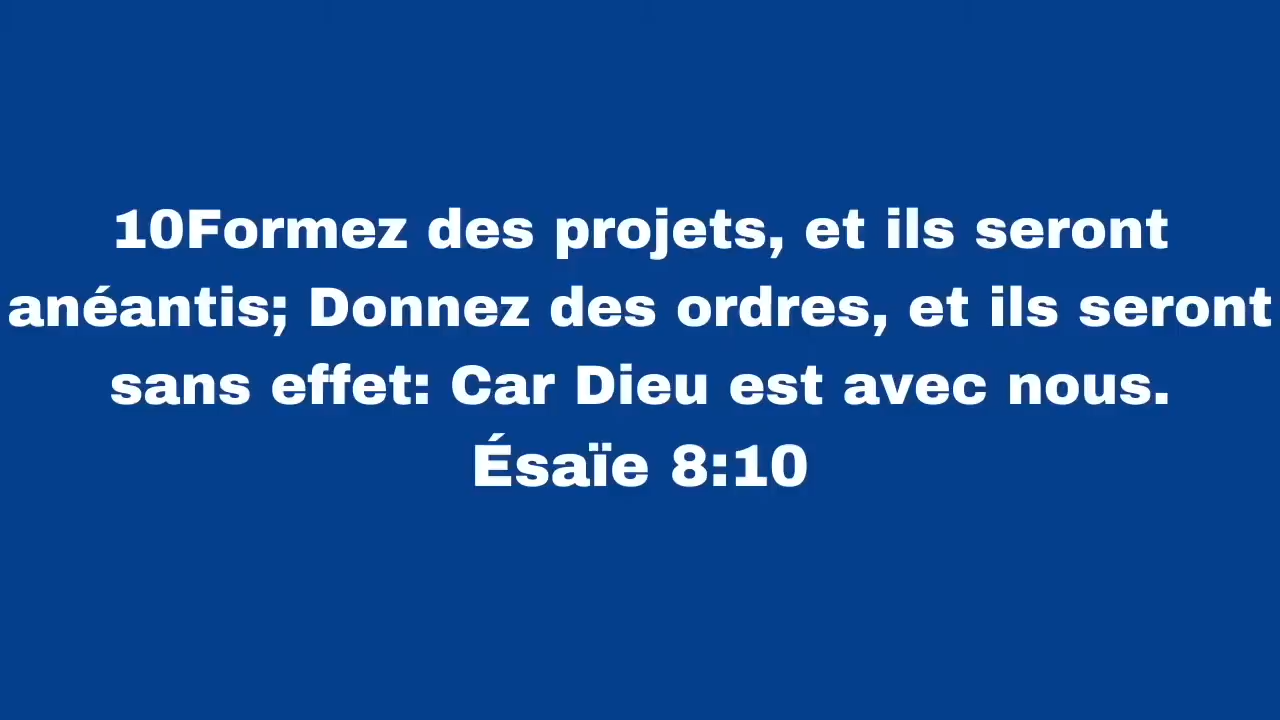 10Formez des projets, et ils seront
anéantis; Donnez des ordres, et ils seront
sans effet: Car Dieu est avec nous.
Ésaïe 8:10